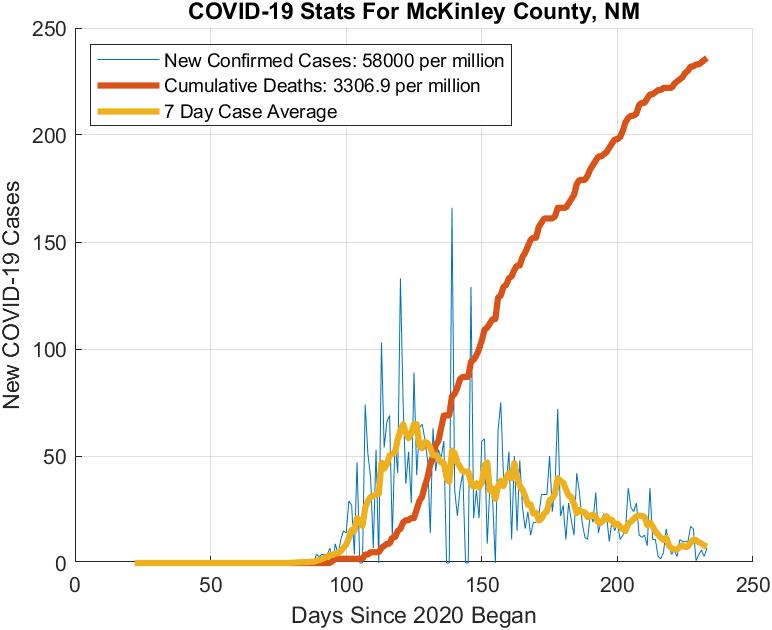 COVID-19 Stats For McKinley County, NM
250
200
150
100
50
0
New COVID-19 Cases
New Confirmed Cases: 58000 per million
Cumulative Deaths: 3306.9 per million
7 Day Case Average
0 50 100 150 200 250
Days Since 2020 Began